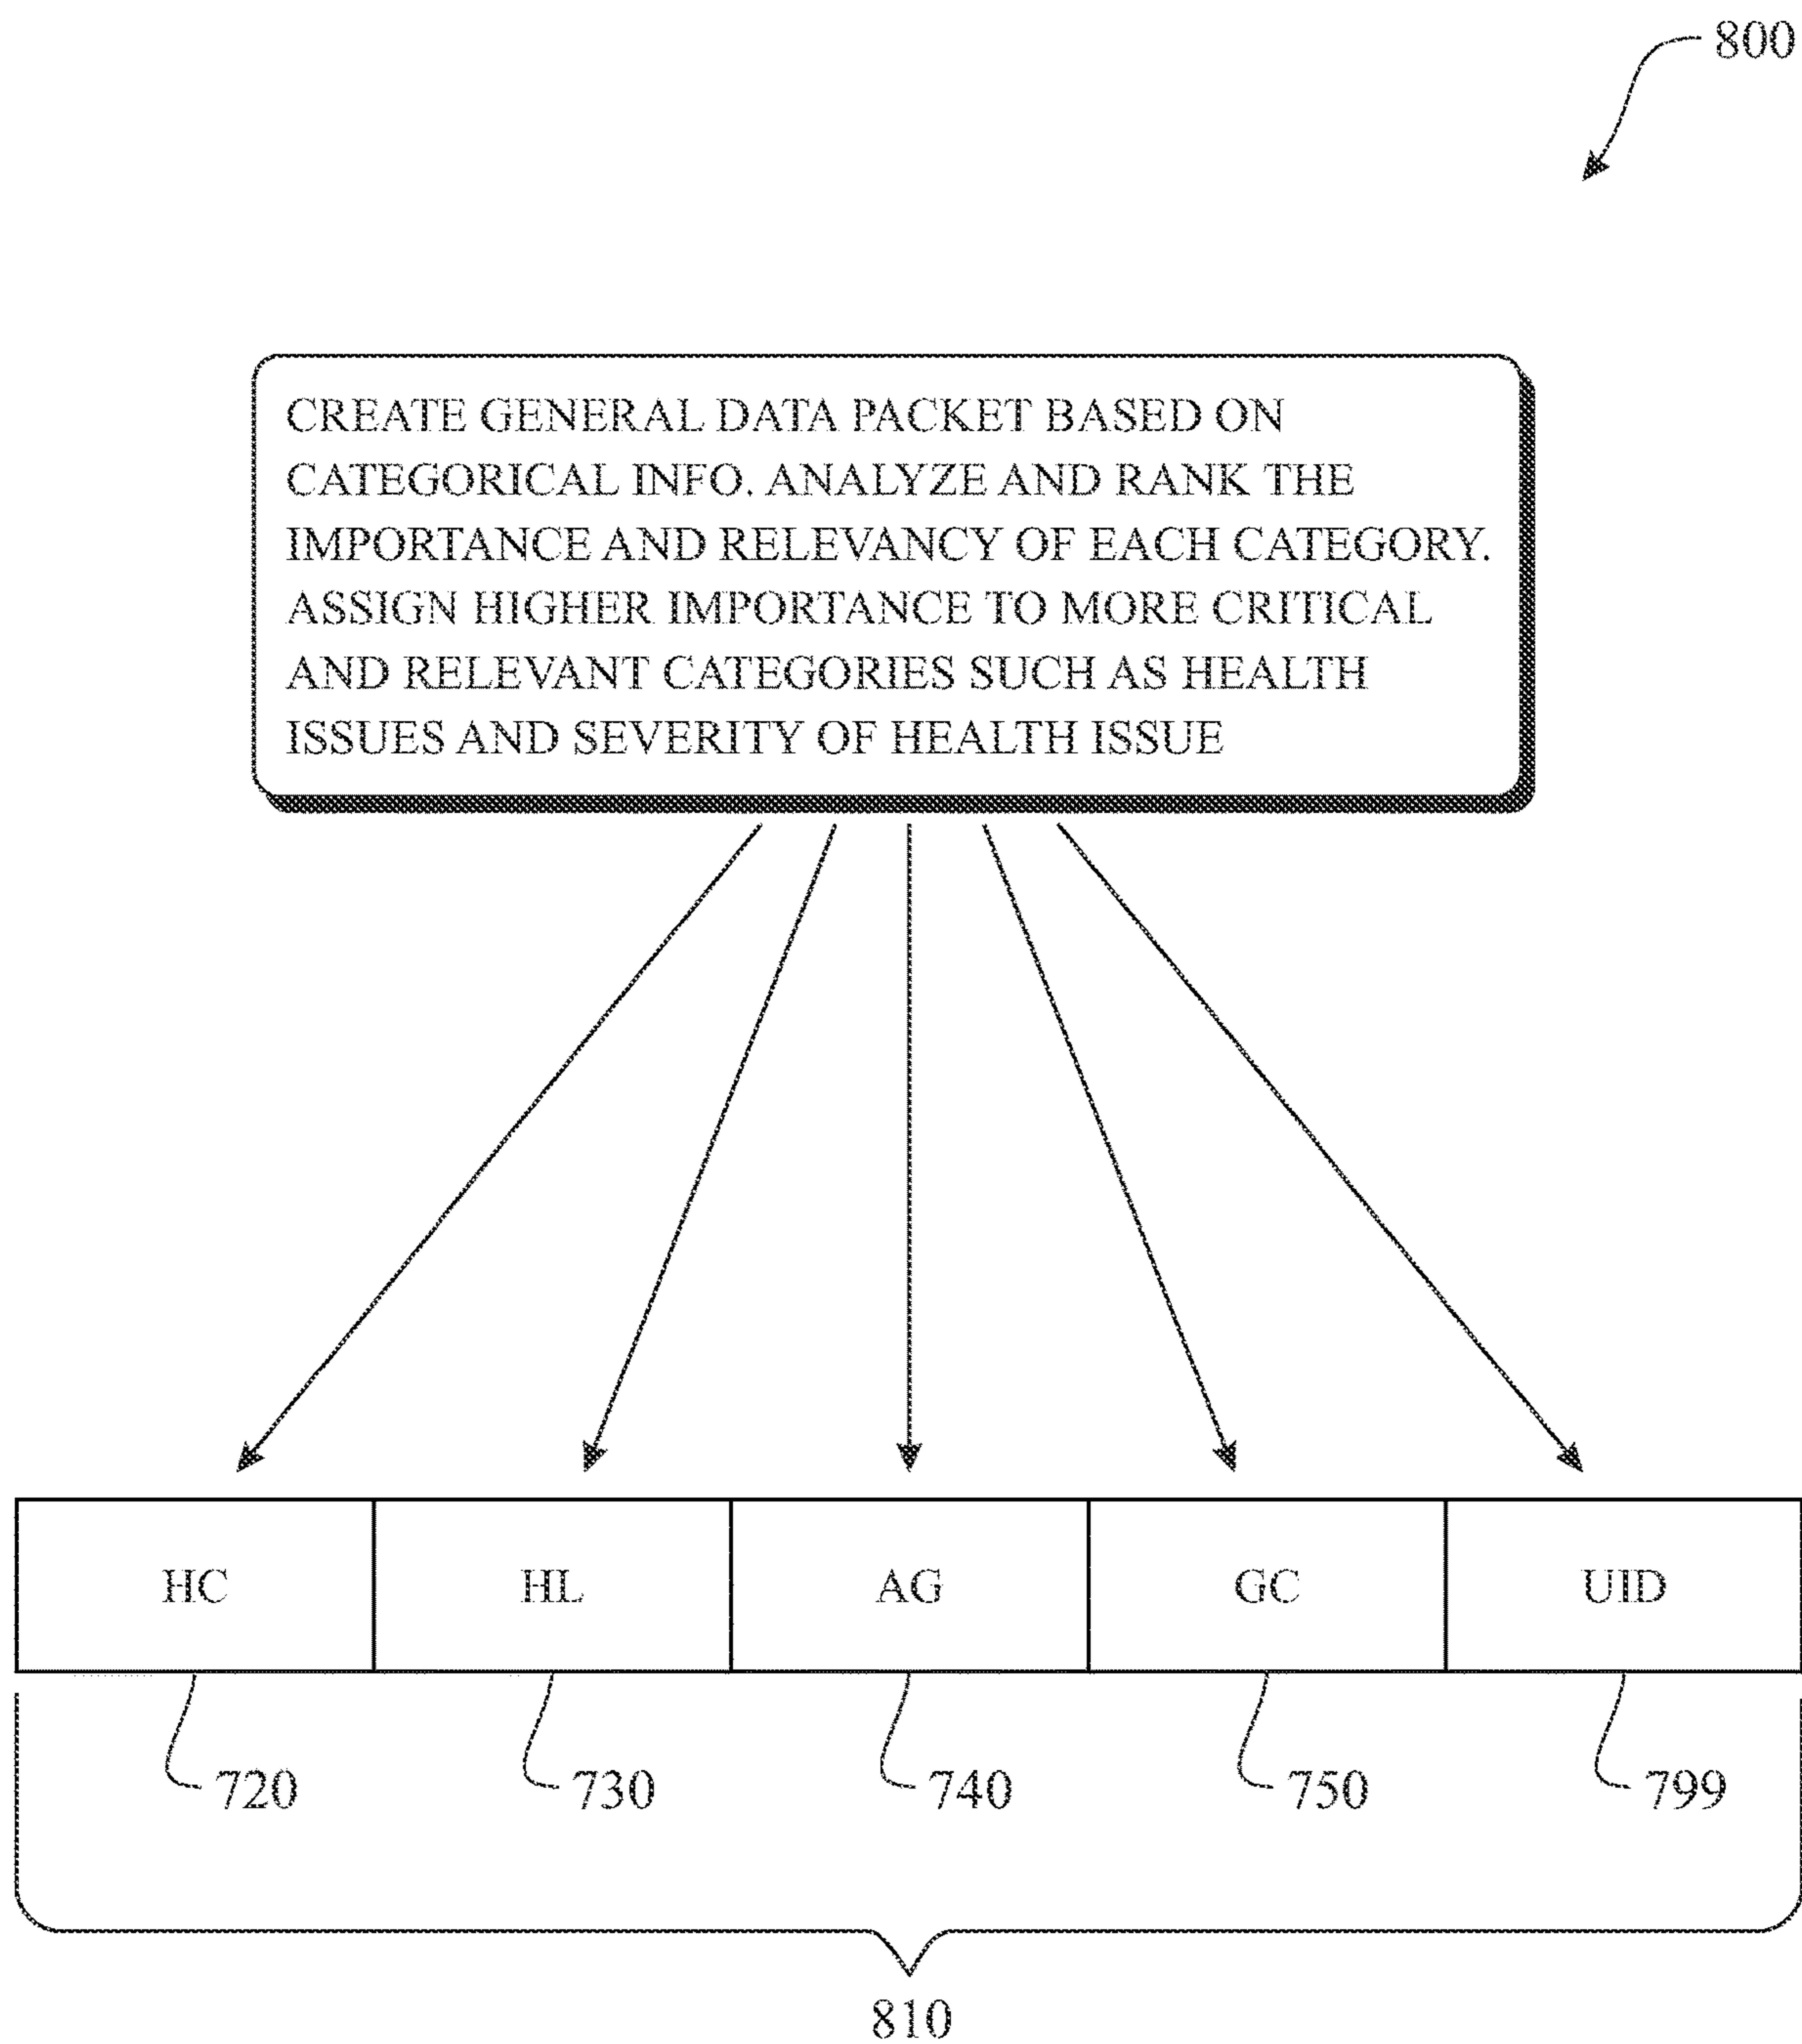 800
CREATE GENERAL DATA PACKET BASED ON
CATEGORICAL INFO. ANALYZE AND RANK THE
IMPORTANCE AND RELEVANCY OF EACH CATEGORY.
ASSIGN HIGHER IMPORTANCE TO MORE CRITICAL
AND RELEVANT CATEGORIES SUCH AS HEALTH
ISSUES AND SEVERITY OF HEALTH ISSUE
HC HL AG GC UID
720 730 740 750 799
810